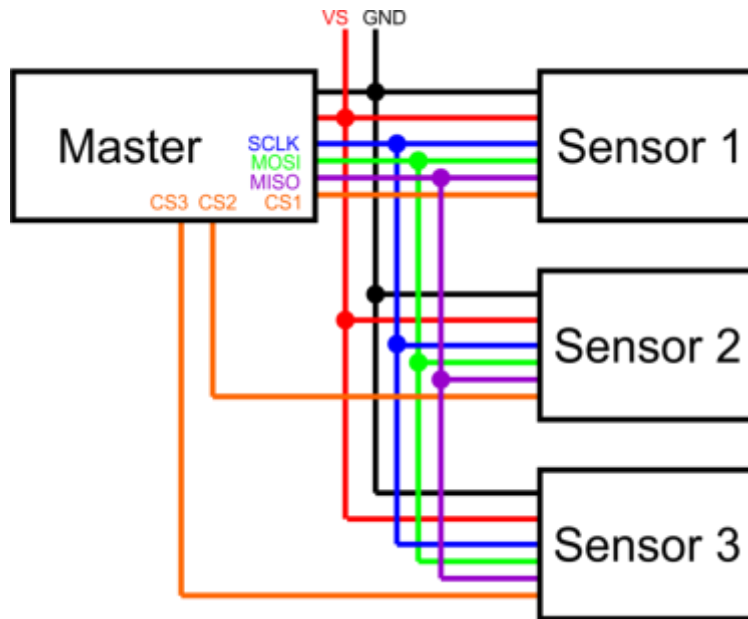 VS GND
Master
SCLK
MOSI
MISO
CS3 CS2 CS1
Sensor 1
Sensor 2
Sensor 3